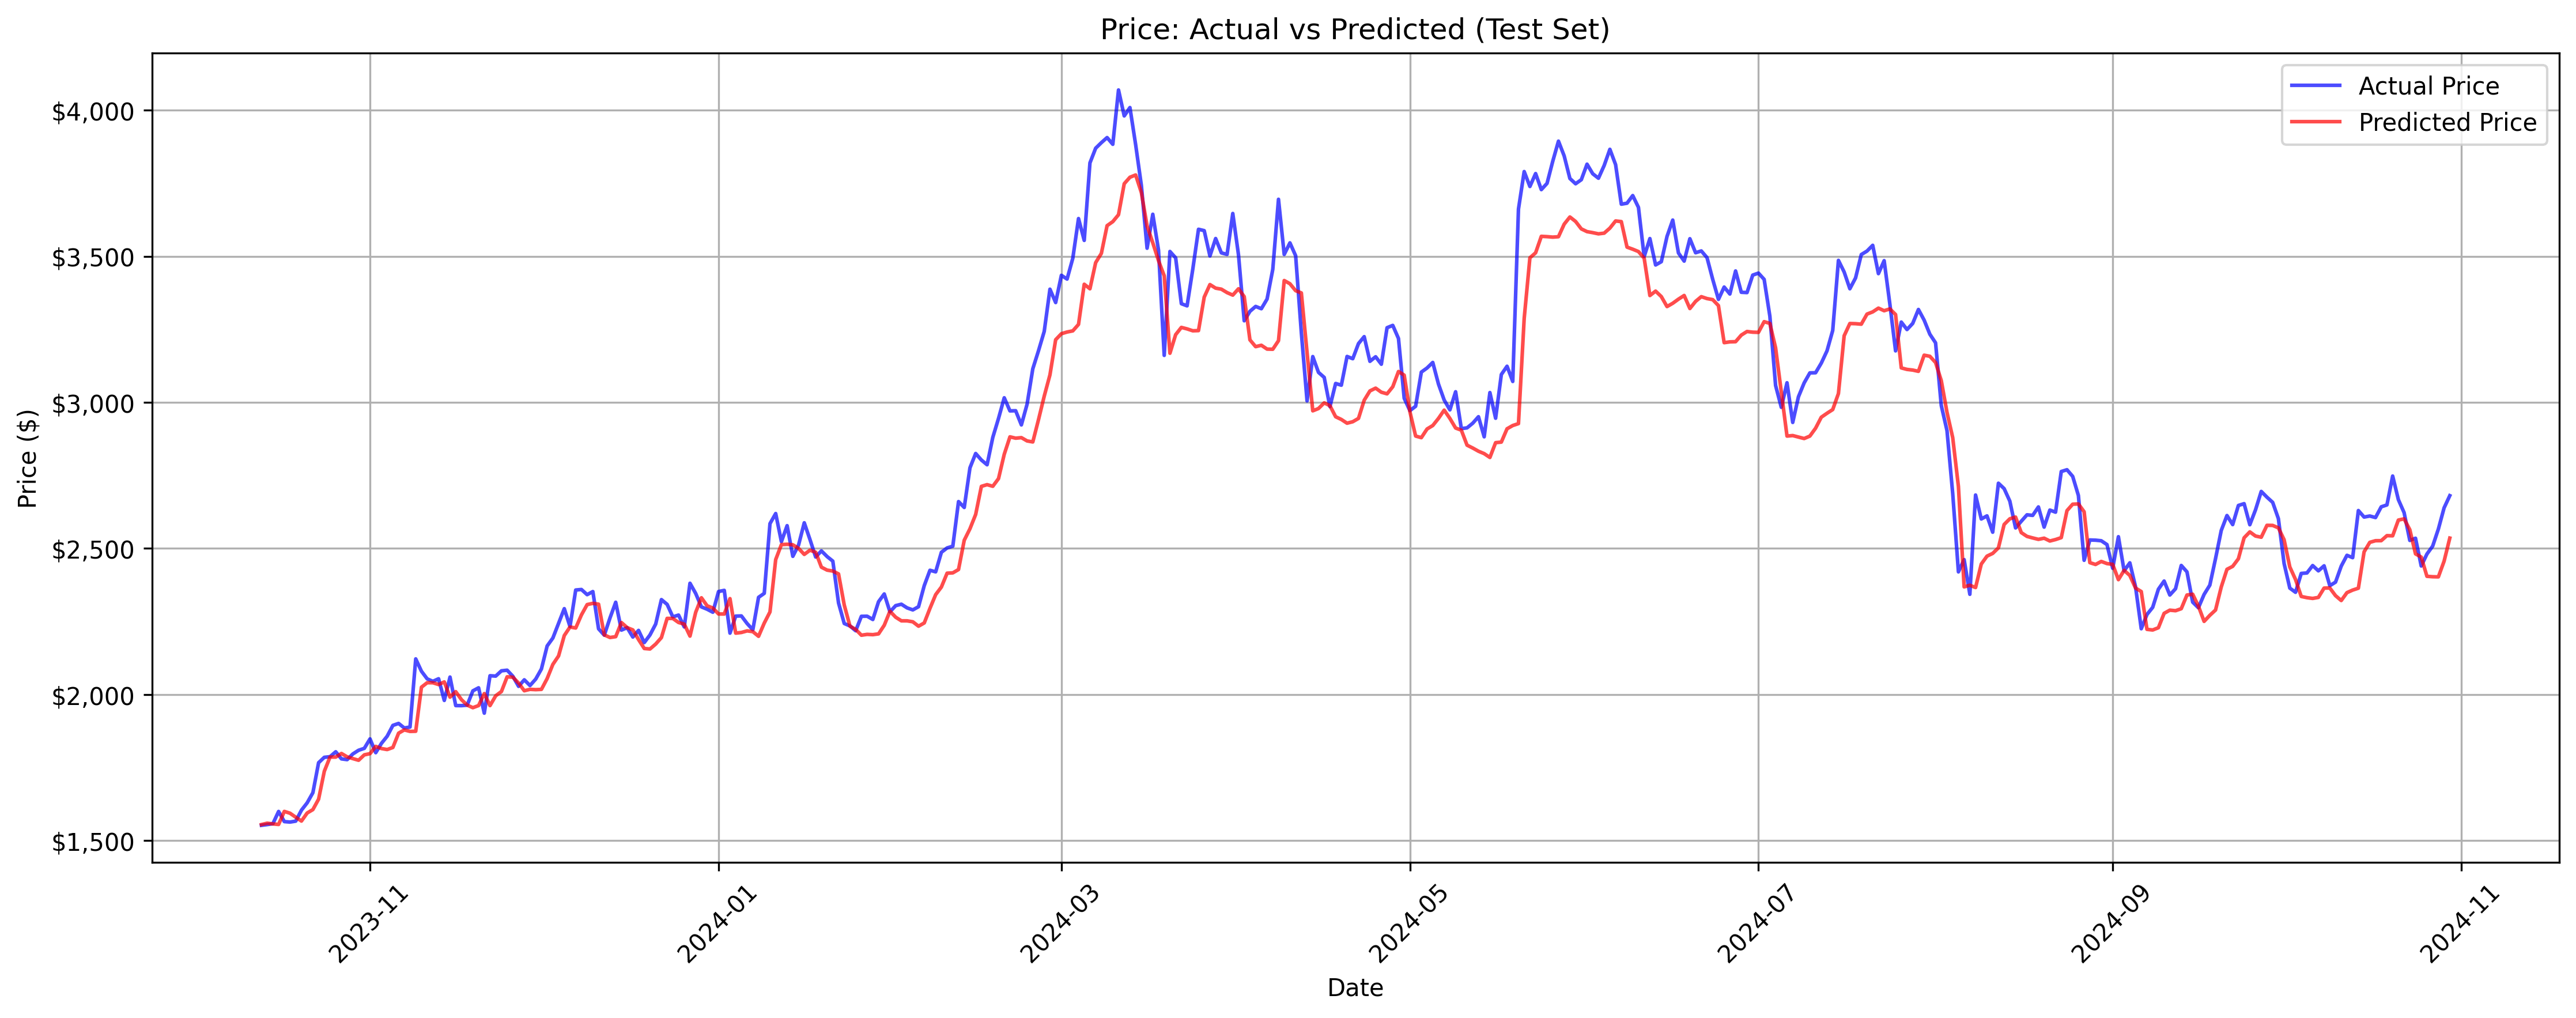 Price: Actual vs Predicted (Test Set)
Actual Price
Predicted Price
$4,000
$3,500
$3,000
$2,500
$2,000
$1,500
Price ($)
2023-11
2024-01
2024-03
2024-05
2024-07
2024-09
2024-11
Date